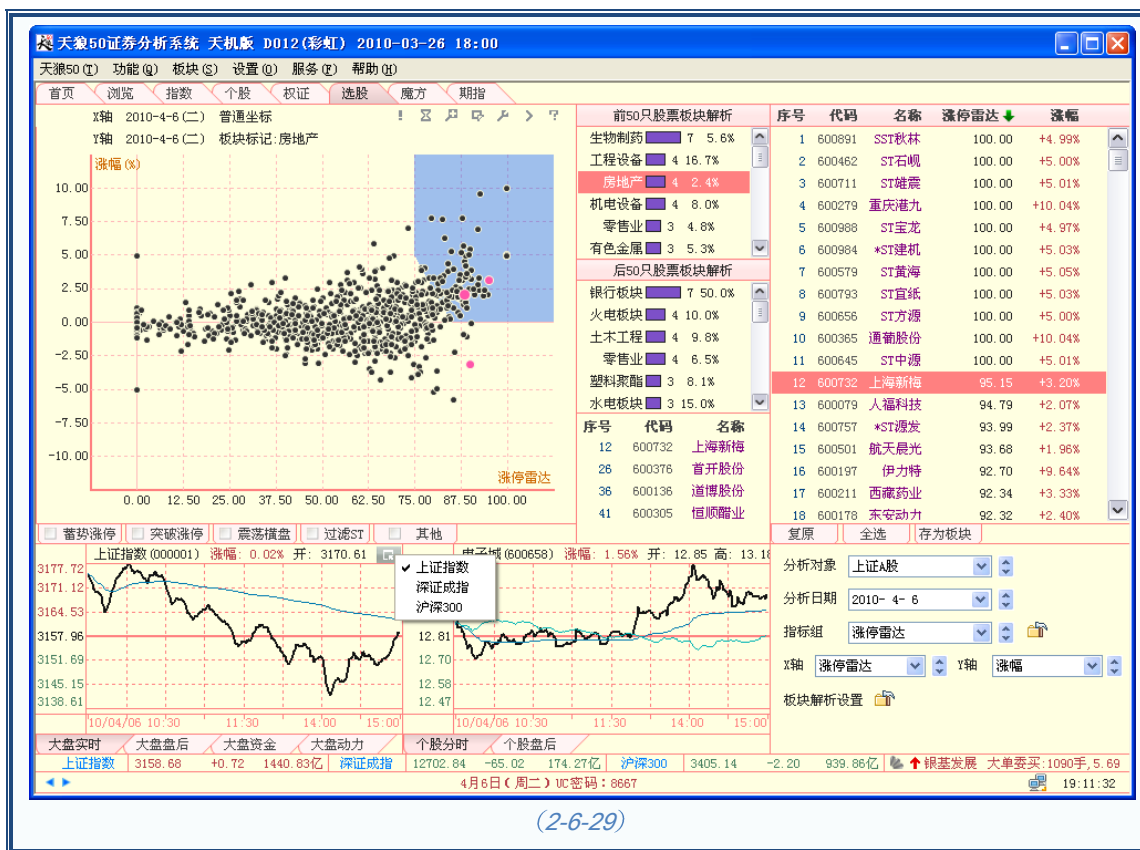 天狼50证券分析系统 天机版 D012(彩虹) 2010-03-26 18:00
天狼50(T) 功能(Q) 板块(S) 设置(O) 服务(F) 帮助(H)
首页 浏览 指数 个股 权证 选股 魔方 期指
X轴 2010-4-6(二) 普通坐标
Y轴 2010-4-6(二) 板块标记:房地产
涨幅(%)
10.00
7.50
5.00
2.50
0.00
-2.50
-5.00
-7.50
-10.00
涨停雷达
0.00 12.50 25.00 37.50 50.00 62.50 75.00 87.50 100.00
蓄势涨停 突破涨停 震荡横盘 过滤ST 其他
前50只股票板块解析
生物制药 7 5.6%
工程设备 4 16.7%
房地产 4 2.4%
机电设备 4 8.0%
零售业 3 4.8%
有色金属 3 5.3%
后50只股票板块解析
银行板块 7 50.0%
火电板块 4 10.0%
土木工程 4 9.8%
零售业 4 6.5%
塑料聚酯 3 8.1%
水电板块 3 15.0%
序号 代码 名称
12 600732 上海新梅
26 600376 首开股份
36 600136 道博股份
41 600305 恒顺醋业
序号 代码 名称 涨停雷达 涨幅
1 600891 SST秋林 100.00 +4.99%
2 600462 ST石岘 100.00 +5.00%
3 600711 ST雄震 100.00 +5.01%
4 600279 重庆港九 100.00 +10.04%
5 600988 ST宝龙 100.00 +4.97%
6 600984 *ST建机 100.00 +5.03%
7 600579 ST黄海 100.00 +5.05%
8 600793 ST宜纸 100.00 +5.03%
9 600656 ST方源 100.00 +5.00%
10 600365 通葡股份 100.00 +10.04%
11 600645 ST中源 100.00 +5.01%
12 600732 上海新梅 95.15 +3.20%
13 600079 人福科技 94.79 +2.07%
14 600757 *ST源发 93.99 +2.37%
15 600501 航天晨光 93.68 +1.96%
16 600197 伊力特 92.70 +9.64%
17 600211 西藏药业 92.34 +3.33%
18 600178 东安动力 92.32 +2.40%
复原 全选 存为板块
上证指数(000001) 涨幅: 0.02% 开: 3170.61
3177.72
3171.12
3164.53
3157.96
3151.69
3145.15
3138.61
10/04/06 10:30 11:30 14:00 15:00
上证指数
深证成指
沪深300
电子城(600658) 涨幅: 1.56% 开: 12.85 高: 13.18
12.81
12.70
12.58
12.47
10/04/06 10:30 11:30 14:00 15:00
大盘实时 大盘盘后 大盘资金 大盘动力 个股分时 个股盘后
分析对象 上证A股
分析日期 2010- 4- 6
指标组 涨停雷达
X轴 涨停雷达 Y轴 涨幅
板块解析设置
上证指数 3158.68 +0.72 1440.83亿 深证成指 12702.84 -65.02 174.27亿 沪深300 3405.14 -2.20 939.86亿 银基发展 大单委买:1090手,5.69
4月6日(周二)UC密码:8667 19:11:32
(2-6-29)